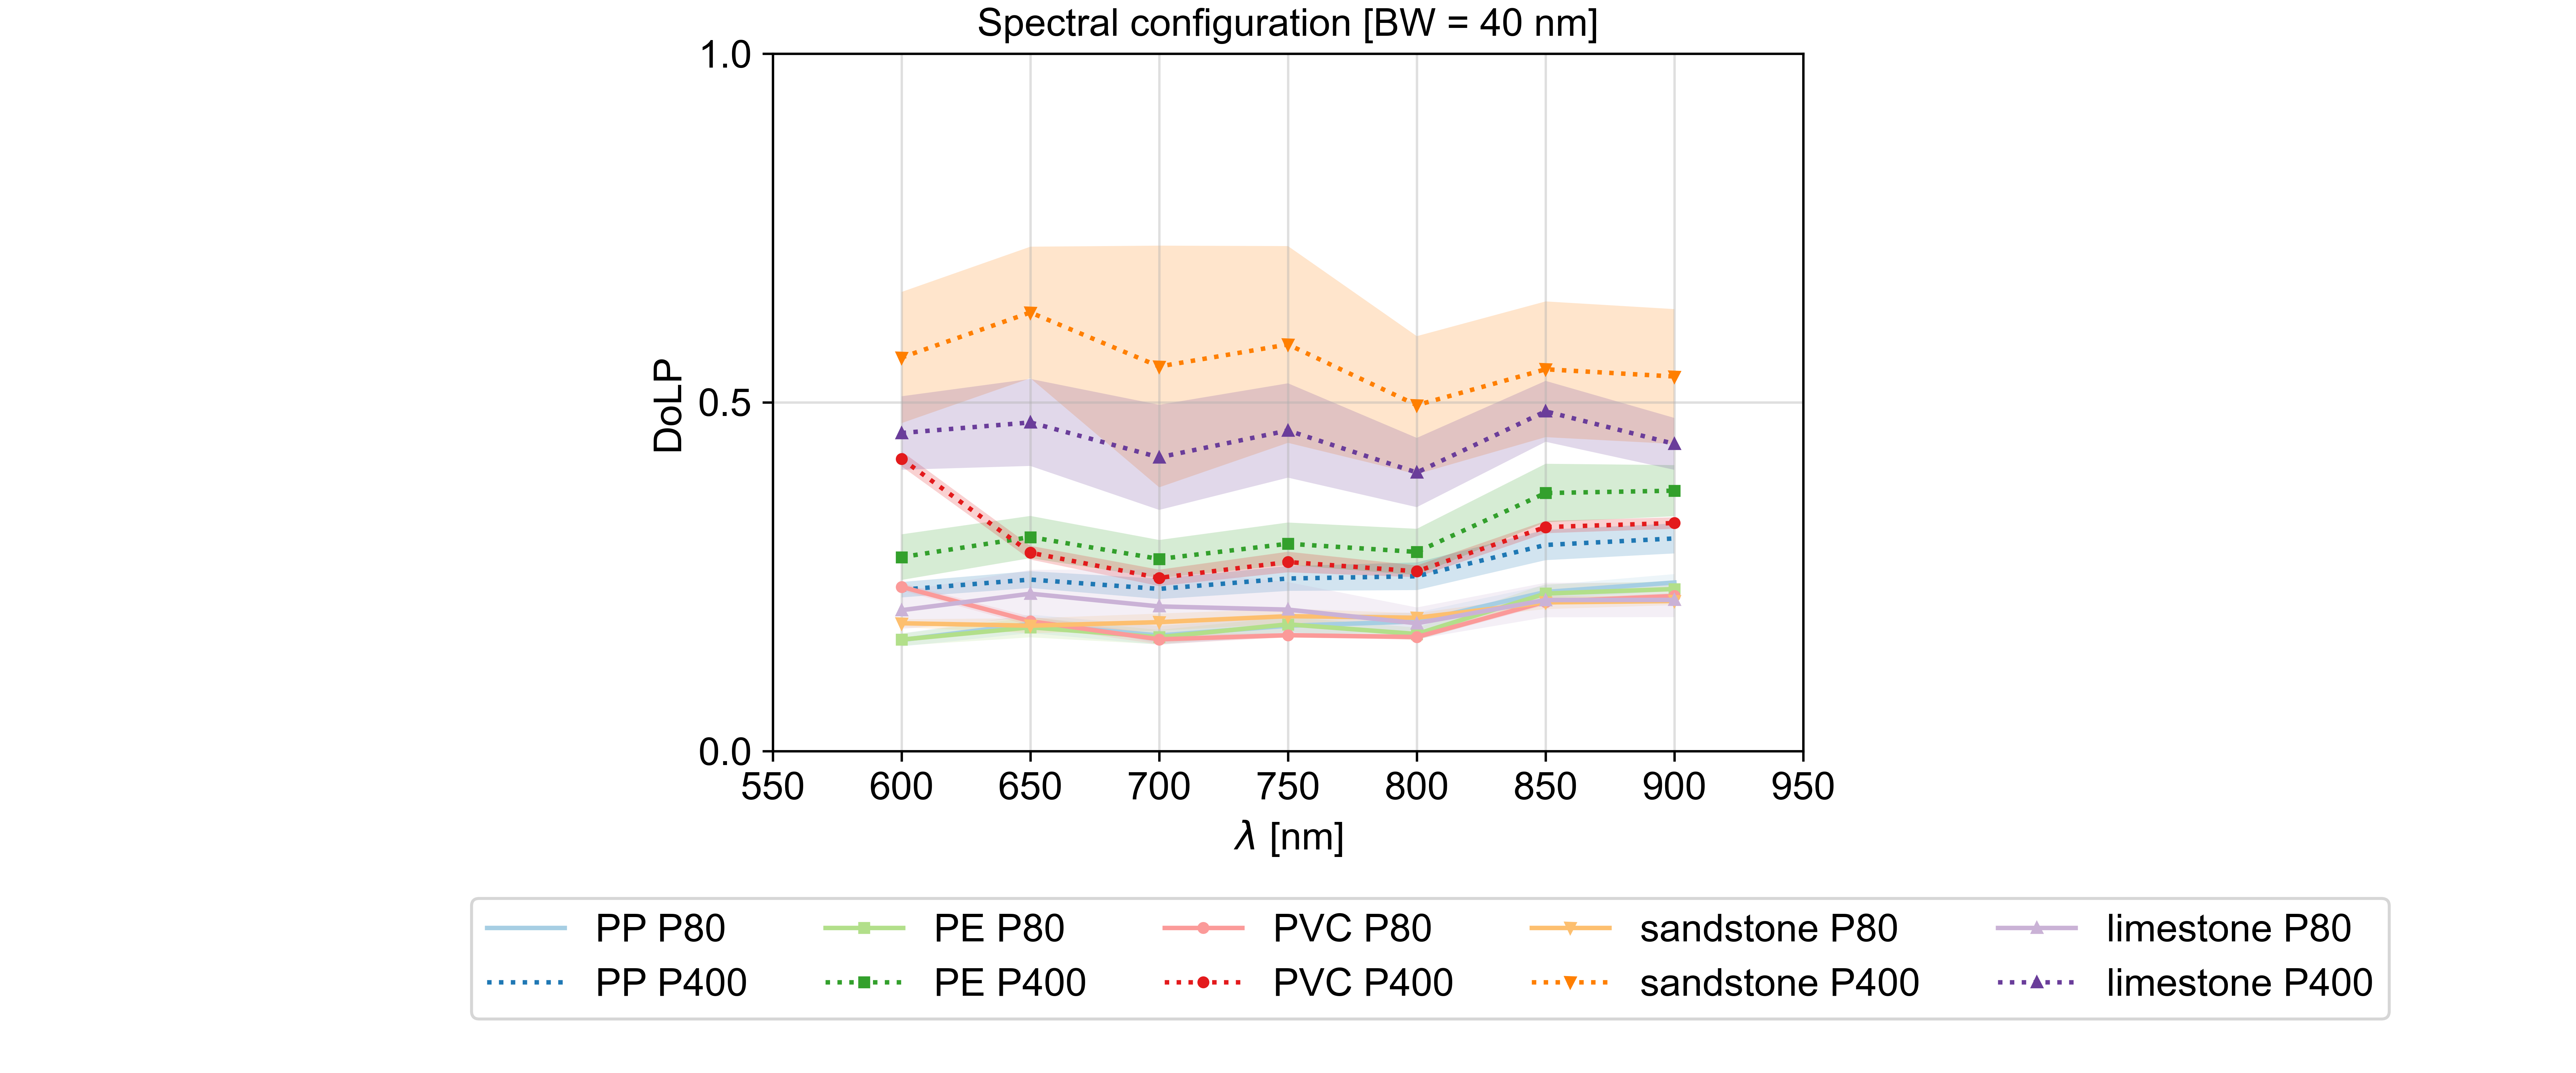 Spectral configuration [BW = 40 nm]
1.0
0.5
0.0
DoLP
550 600 650 700 750 800 850 900 950
λ [nm]
PP P80 PE P80 PVC P80 sandstone P80 limestone P80
PP P400 PE P400 PVC P400 sandstone P400 limestone P400